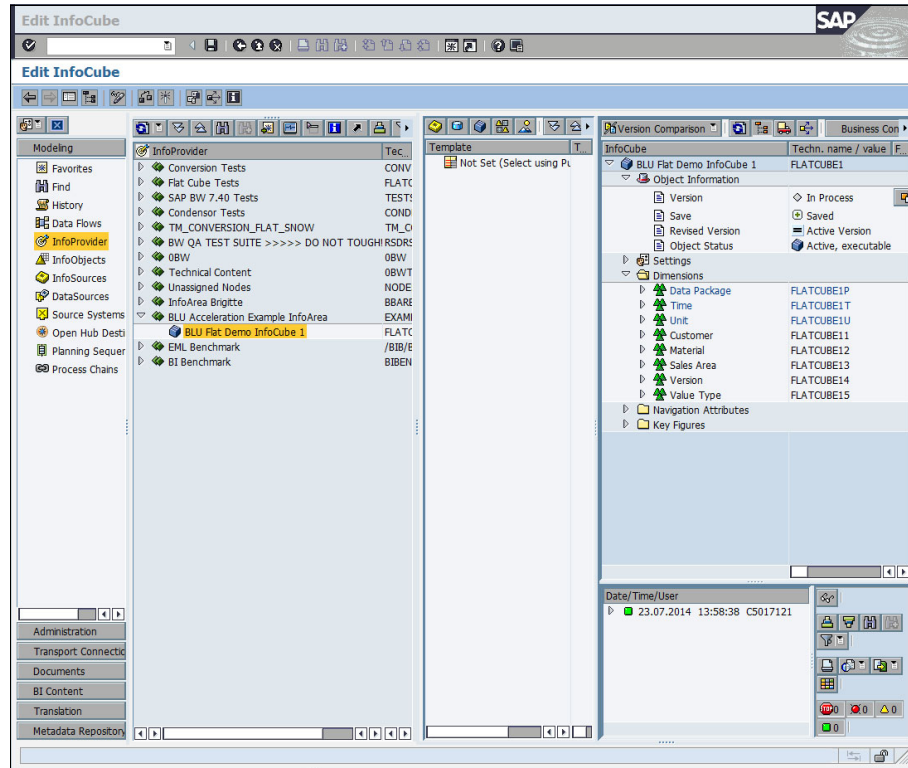 Edit InfoCube
SAP
Edit InfoCube
Modeling
Favorites
Find
History
Data Flows
InfoProvider
InfoObjects
InfoSources
DataSources
Source Systems
Open Hub Desti
Planning Sequer
Process Chains
Administration
Transport Connectic
Documents
BI Content
Translation
Metadata Repository
InfoProvider Tec...
Conversion Tests CONV
Flat Cube Tests FLATC
SAP BW 7.40 Tests TESTS
Condensor Tests COND
TM_CONVERSION_FLAT_SNOW TM_C
BW QA TEST SUITE >>>>> DO NOT TOUGH! RSDRS
0BW 0BW
Technical Content 0BWT
Unassigned Nodes NODE
InfoArea Brigitte BBARE
BLU Acceleration Example InfoArea EXAM
BLU Flat Demo InfoCube 1 FLATC
EML Benchmark /BIB/E
BI Benchmark BIBEN
Template T...
Not Set (Select using Pu
Version Comparison Business Con
InfoCube Techn. name / value F...
BLU Flat Demo InfoCube 1 FLATCUBE1
Object Information
Version In Process
Save Saved
Revised Version Active Version
Object Status Active, executable
Settings
Dimensions
Data Package FLATCUBE1P
Time FLATCUBE1T
Unit FLATCUBE1U
Customer FLATCUBE11
Material FLATCUBE12
Sales Area FLATCUBE13
Version FLATCUBE14
Value Type FLATCUBE15
Navigation Attributes
Key Figures
Date/Time/User
23.07.2014 13:58:38 C5017121
0 0 0
0